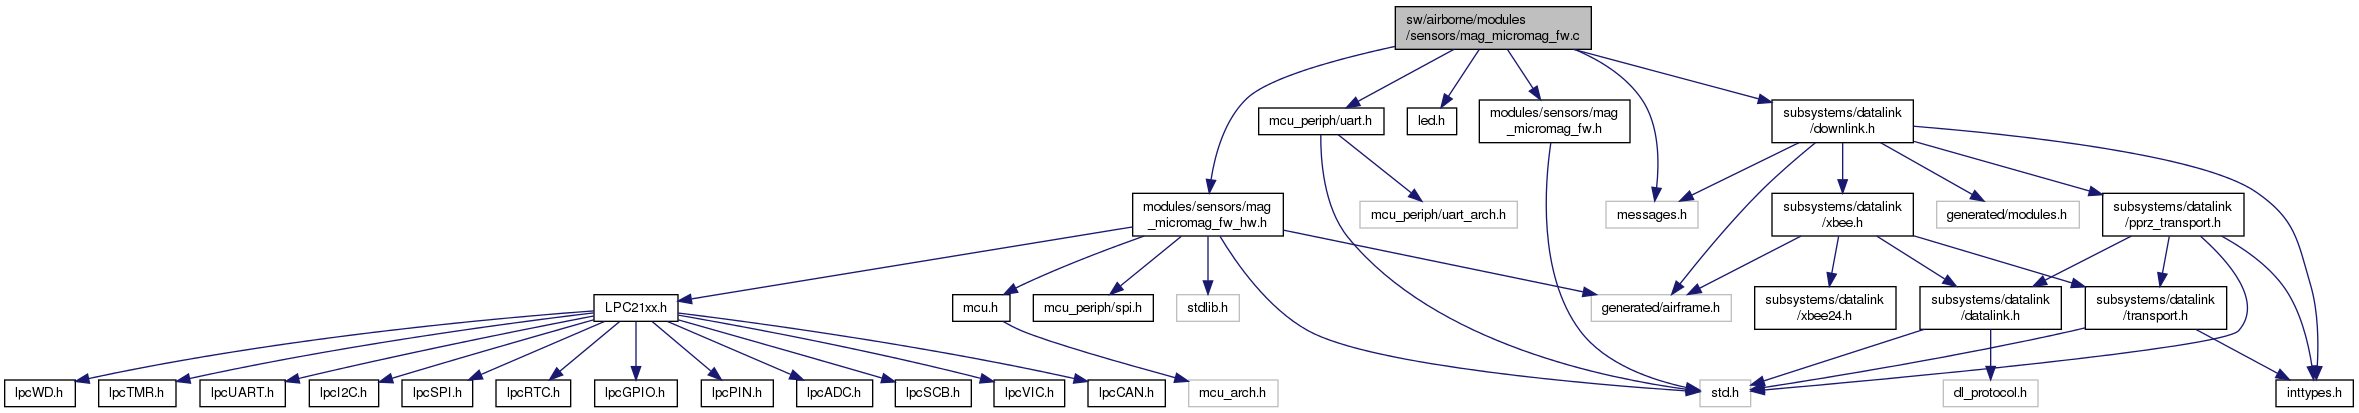 sw/airborne/modules
/sensors/mag_micromag_fw.c
mcu_periph/uart.h
led.h
modules/sensors/mag
_micromag_fw.h
subsystems/datalink
/downlink.h
modules/sensors/mag
_micromag_fw_hw.h
mcu_periph/uart_arch.h
messages.h
subsystems/datalink
/xbee.h
generated/modules.h
subsystems/datalink
/pprz_transport.h
LPC21xx.h
mcu.h
mcu_periph/spi.h
stdlib.h
generated/airframe.h
subsystems/datalink
/xbee24.h
subsystems/datalink
/datalink.h
subsystems/datalink
/transport.h
lpcWD.h
lpcTMR.h
lpcUART.h
lpcI2C.h
lpcSPI.h
lpcRTC.h
lpcGPIO.h
lpcPIN.h
lpcADC.h
lpcSCB.h
lpcVIC.h
lpcCAN.h
mcu_arch.h
std.h
dl_protocol.h
inttypes.h